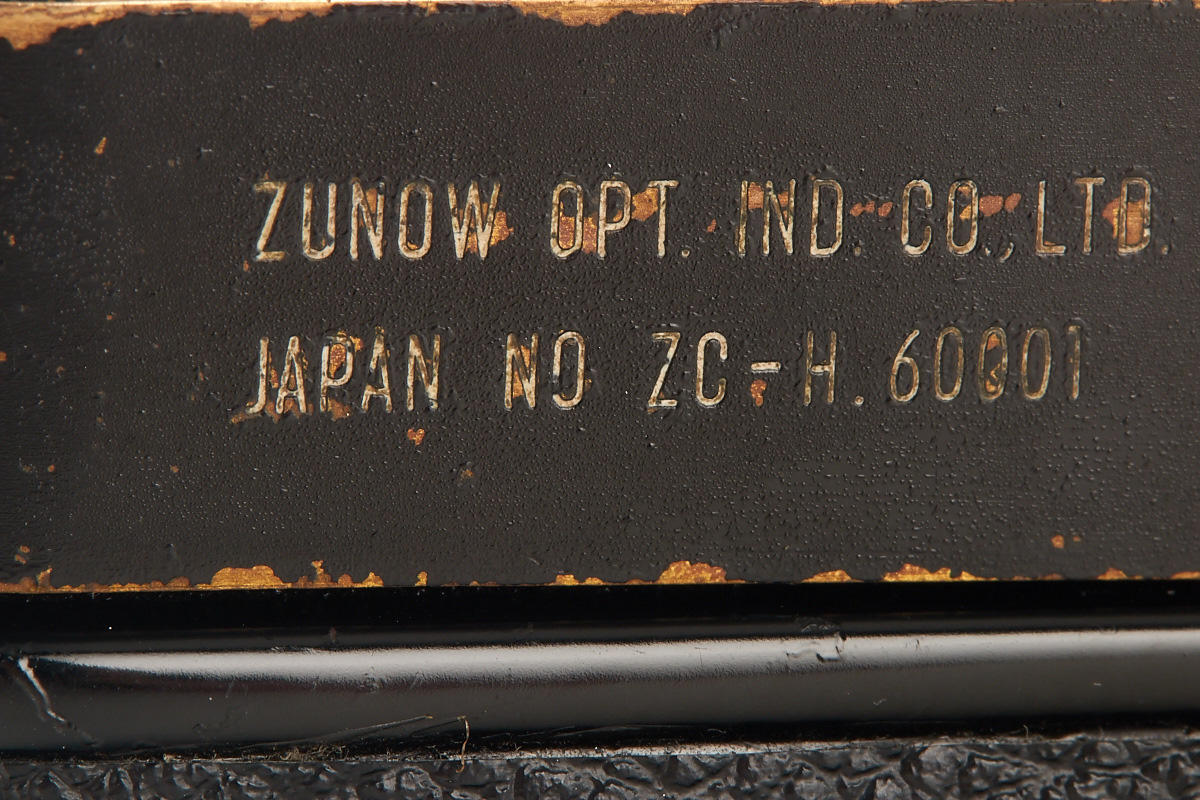 ZUNOW OPT. IND. CO., LTD.
JAPAN NO ZC-H. 60001